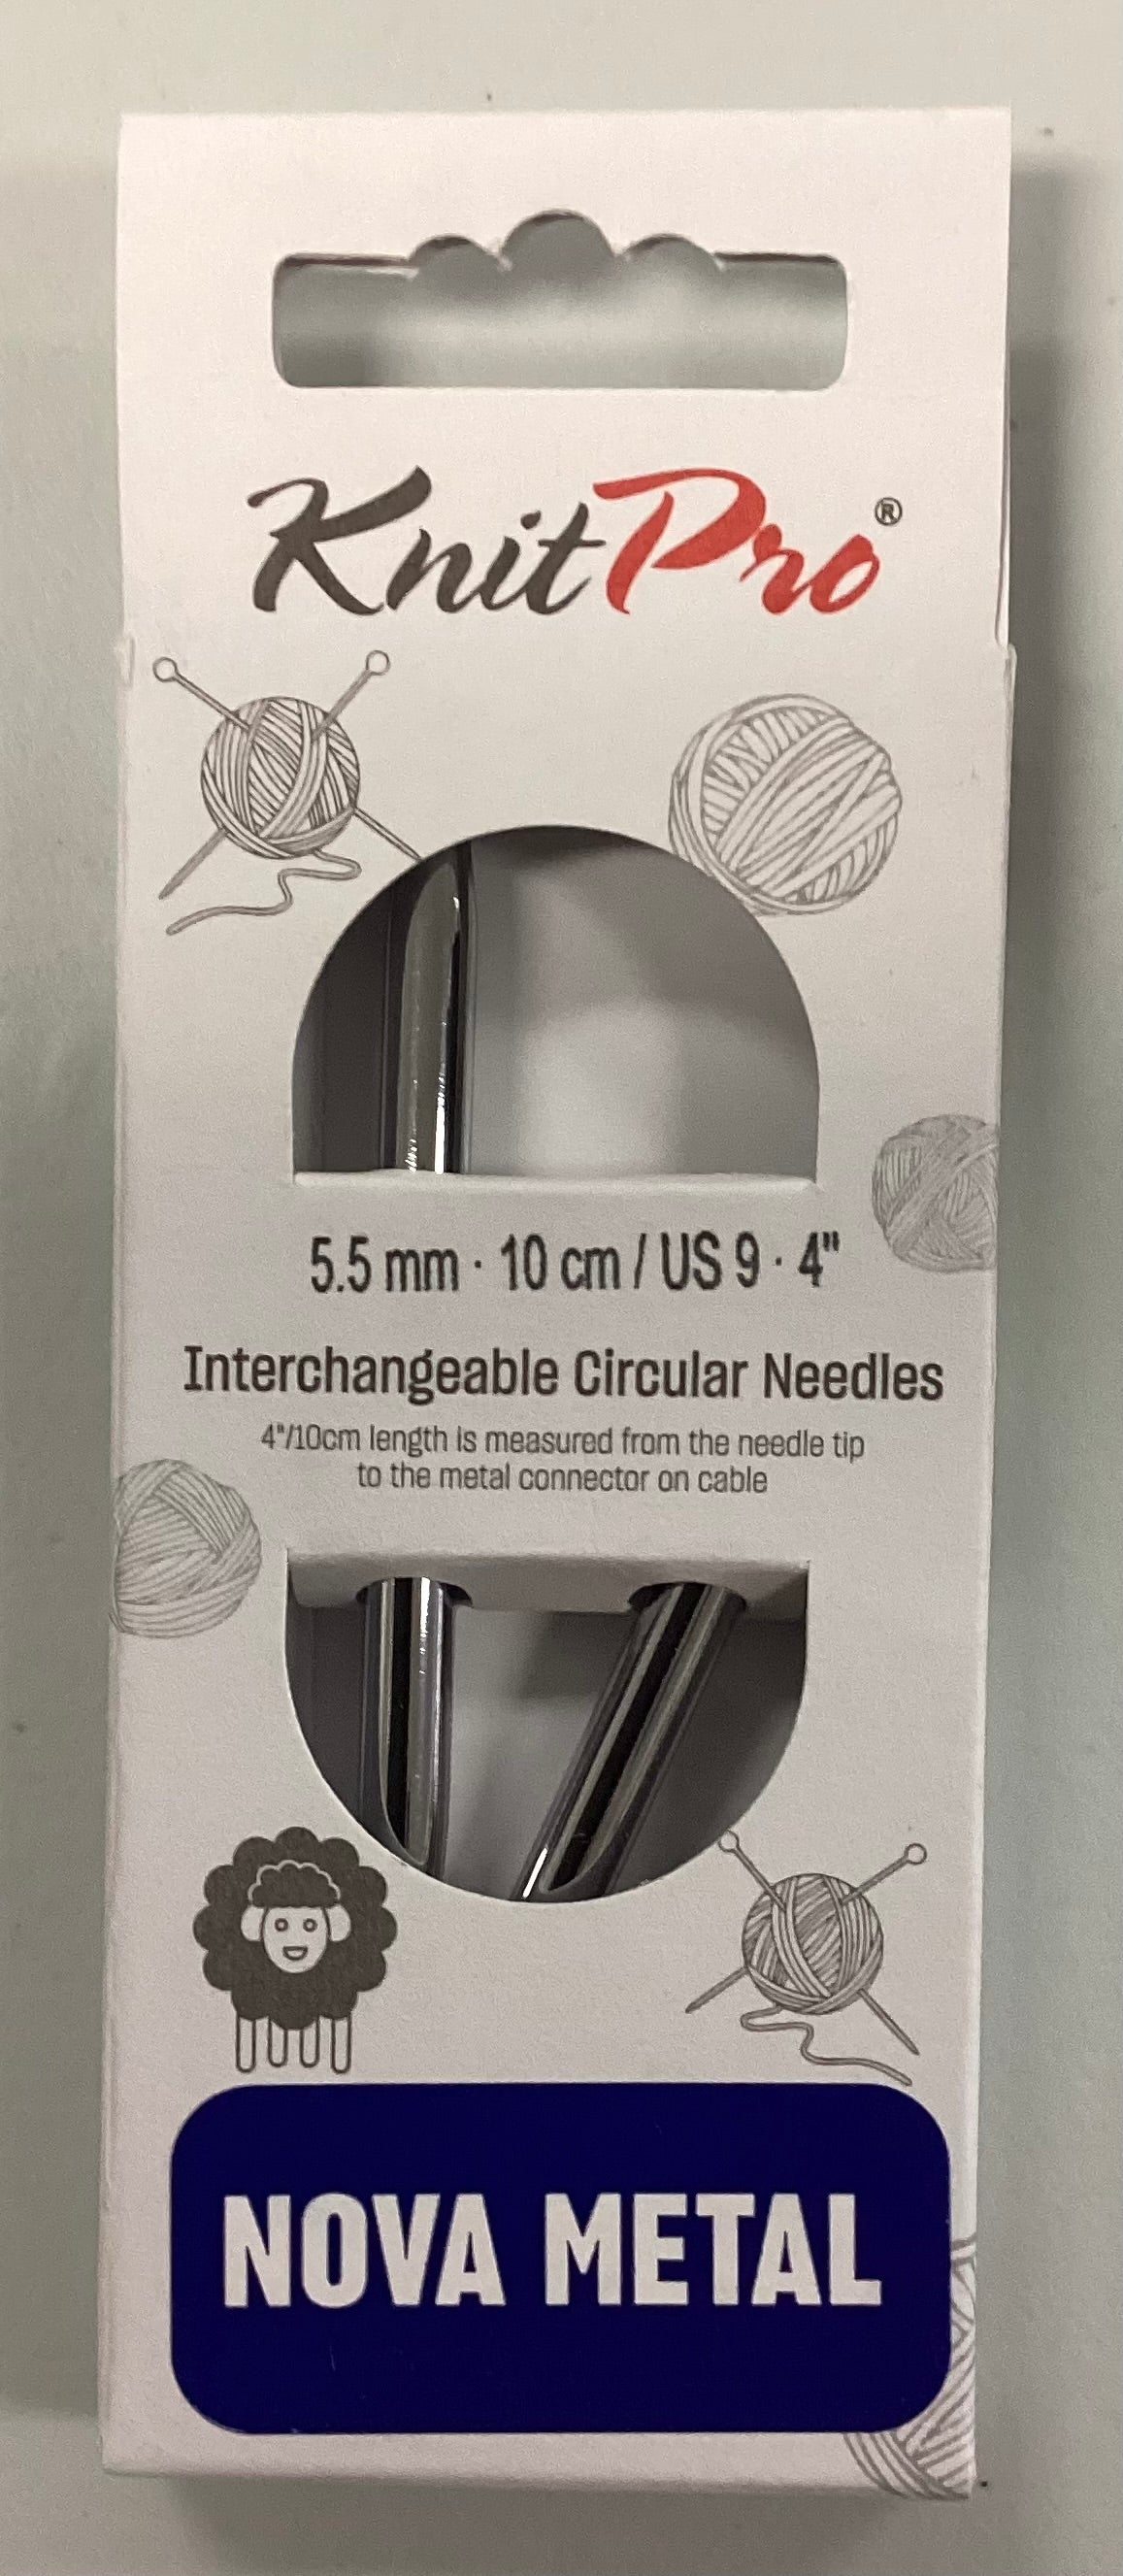 KnitPro®
5.5 mm · 10 cm / US 9 · 4"
Interchangeable Circular Needles
4"/10cm length is measured from the needle tip
to the metal connector on cable
NOVA METAL